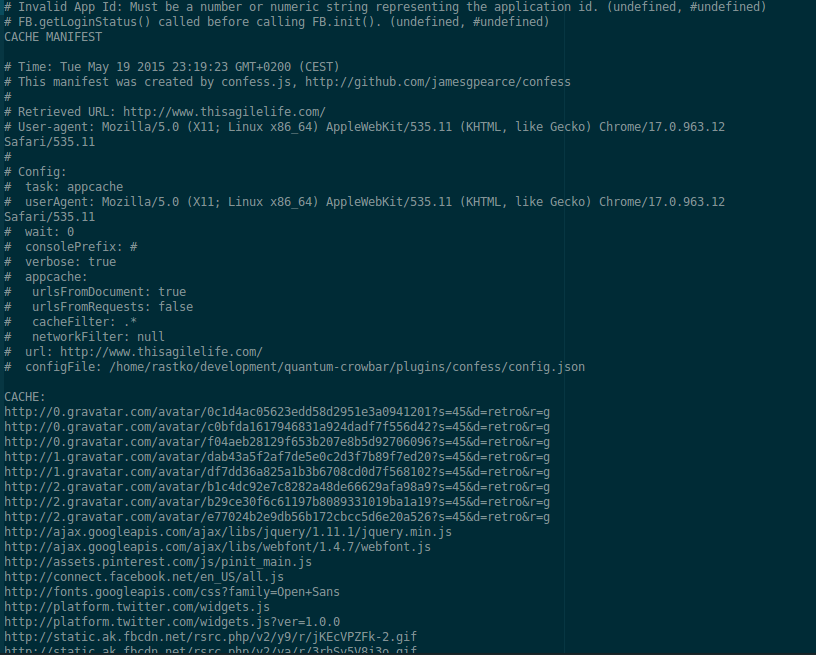 # Invalid App Id: Must be a number or numeric string representing the application id. (undefined, #undefined)
# FB.getLoginStatus() called before calling FB.init(). (undefined, #undefined)
CACHE MANIFEST
# Time: Tue May 19 2015 23:19:23 GMT+0200 (CEST)
# This manifest was created by confess.js, http://github.com/jamesgpearce/confess
#
# Retrieved URL: http://www.thisagilelife.com/
# User-agent: Mozilla/5.0 (X11; Linux x86_64) AppleWebKit/535.11 (KHTML, like Gecko) Chrome/17.0.963.12
Safari/535.11
#
# Config:
#  task: appcache
#  userAgent: Mozilla/5.0 (X11; Linux x86_64) AppleWebKit/535.11 (KHTML, like Gecko) Chrome/17.0.963.12
Safari/535.11
#  wait: 0
#  consolePrefix: #
#  verbose: true
#  appcache:
#   urlsFromDocument: true
#   urlsFromRequests: false
#   cacheFilter: .*
#   networkFilter: null
#  url: http://www.thisagilelife.com/
#  configFile: /home/rastko/development/quantum-crowbar/plugins/confess/config.json
CACHE:
http://0.gravatar.com/avatar/0c1d4ac05623edd58d2951e3a0941201?s=45&d=retro&r=g
http://0.gravatar.com/avatar/c0bfda1617946831a924dadf7f556d42?s=45&d=retro&r=g
http://0.gravatar.com/avatar/f04aeb28129f653b207e8b5d92706096?s=45&d=retro&r=g
http://1.gravatar.com/avatar/dab43a5f2af7de5e0c2d3f7b89f7ed20?s=45&d=retro&r=g
http://1.gravatar.com/avatar/df7dd36a825a1b3b6708cd0d7f568102?s=45&d=retro&r=g
http://2.gravatar.com/avatar/b1c4dc92e7c8282a48de66629afa98a9?s=45&d=retro&r=g
http://2.gravatar.com/avatar/b29ce30f6c61197b8089331019ba1a19?s=45&d=retro&r=g
http://2.gravatar.com/avatar/e77024b2e9db56b172cbcc5d6e20a526?s=45&d=retro&r=g
http://ajax.googleapis.com/ajax/libs/jquery/1.11.1/jquery.min.js
http://ajax.googleapis.com/ajax/libs/webfont/1.4.7/webfont.js
http://assets.pinterest.com/js/pinit_main.js
http://connect.facebook.net/en_US/all.js
http://fonts.googleapis.com/css?family=Open+Sans
http://platform.twitter.com/widgets.js
http://platform.twitter.com/widgets.js?ver=1.0.0
http://static.ak.fbcdn.net/rsrc.php/v2/y9/r/jKEcVPZFk-2.gif